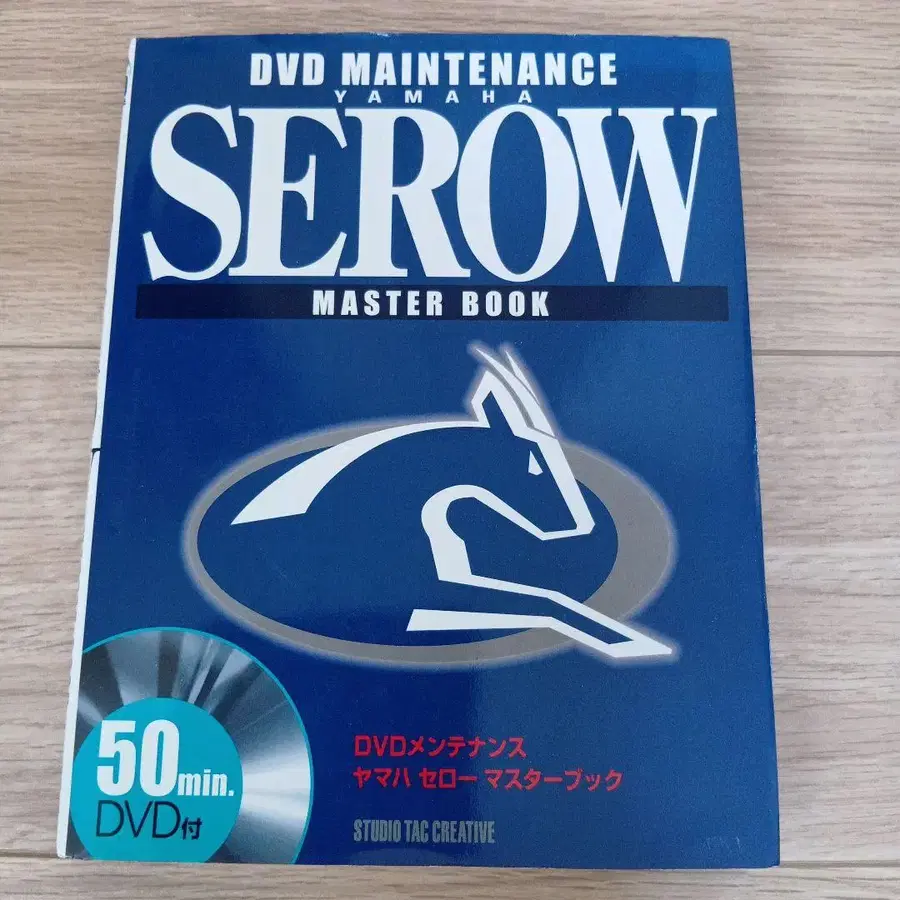 DVD MAINTENANCE
YAMAHA
SEROW
MASTER BOOK
50min.
DVD付
DVDメンテナンス
ヤマハ セロー マスターブック
STUDIO TAC CREATIVE